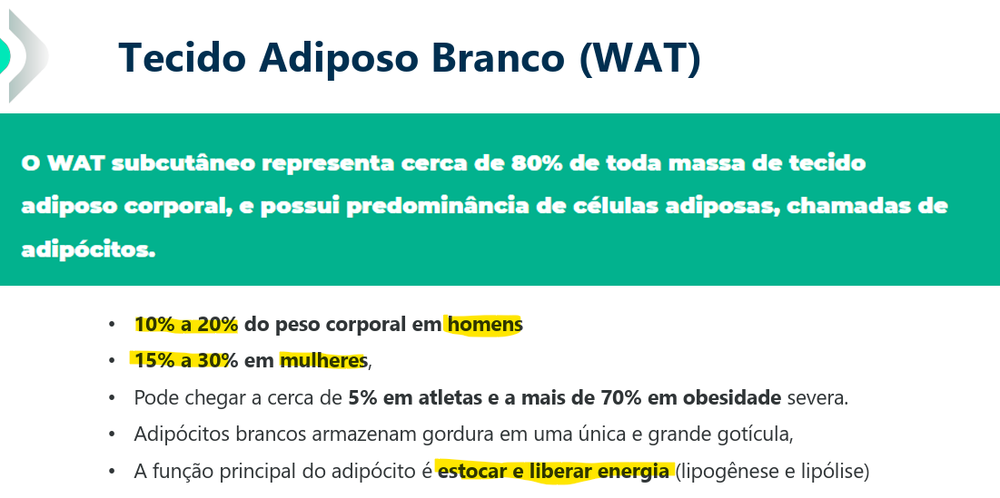 Tecido Adiposo Branco (WAT)
O WAT subcutâneo representa cerca de 80% de toda massa de tecido
adiposo corporal, e possui predominância de células adiposas, chamadas de
adipócitos.
• 10% a 20% do peso corporal em homens
• 15% a 30% em mulheres,
• Pode chegar a cerca de 5% em atletas e a mais de 70% em obesidade severa.
• Adipócitos brancos armazenam gordura em uma única e grande gotícula,
• A função principal do adipócito é estocar e liberar energia (lipogênese e lipólise)